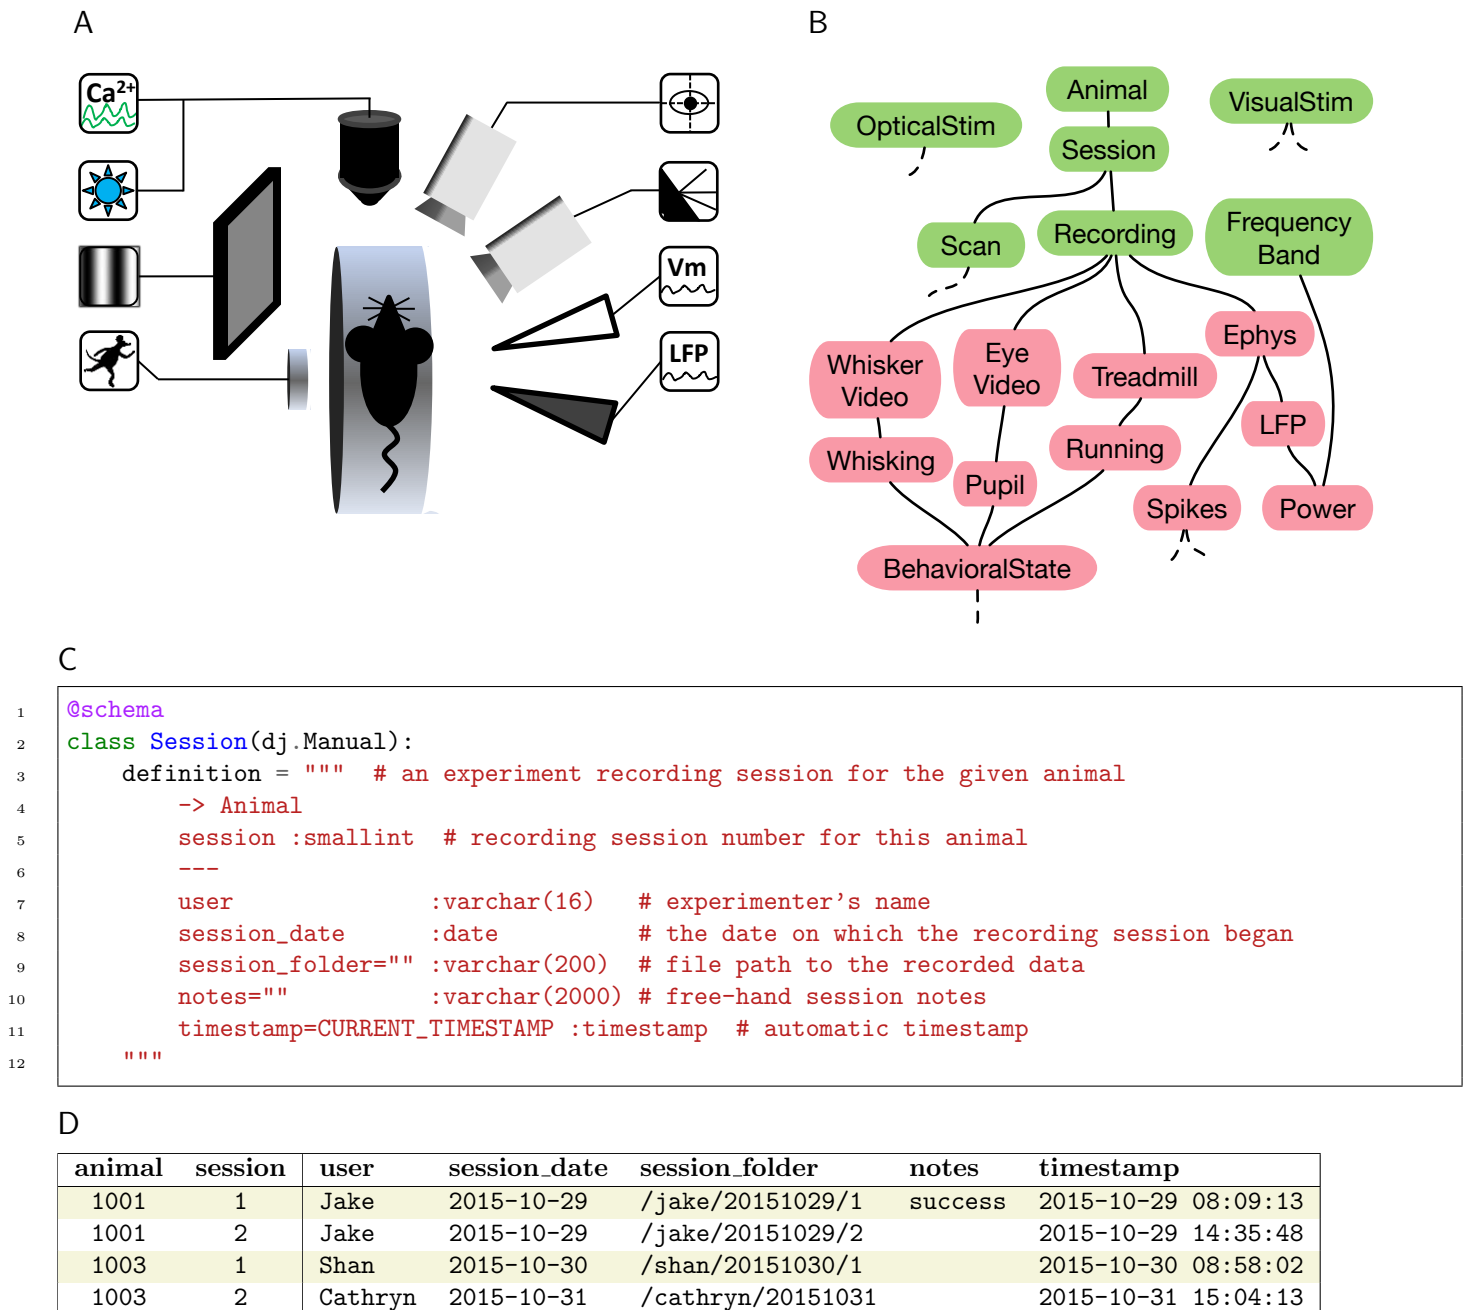 A
B
Ca2+
Vm
LFP
Animal
VisualStim
OpticalStim
Session
Frequency
Band
Scan
Recording
Ephys
Whisker
Video
Eye
Video
Treadmill
LFP
Whisking
Running
Pupil
Spikes
Power
BehavioralState
C
1 @schema
2 class Session(dj.Manual):
3 definition = """ # an experiment recording session for the given animal
4 -> Animal
5 session :smallint # recording session number for this animal
6 ---
7 user :varchar(16) # experimenter's name
8 session_date :date # the date on which the recording session began
9 session_folder="" :varchar(200) # file path to the recorded data
10 notes="" :varchar(2000) # free-hand session notes
11 timestamp=CURRENT_TIMESTAMP :timestamp # automatic timestamp
12 """
D
animal session user session_date session_folder notes timestamp
1001 1 Jake 2015-10-29 /jake/20151029/1 success 2015-10-29 08:09:13
1001 2 Jake 2015-10-29 /jake/20151029/2 2015-10-29 14:35:48
1003 1 Shan 2015-10-30 /shan/20151030/1 2015-10-30 08:58:02
1003 2 Cathryn 2015-10-31 /cathryn/20151031 2015-10-31 15:04:13